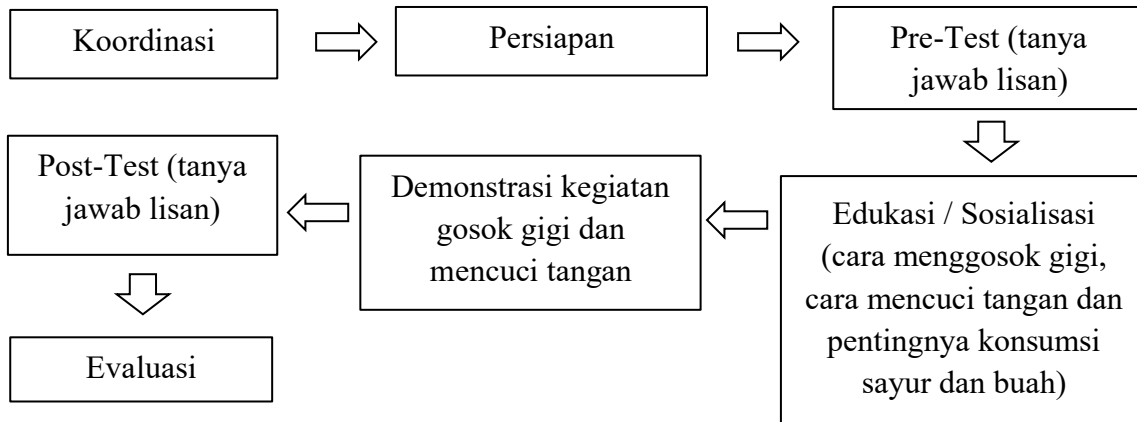 Koordinasi
Persiapan
Pre-Test (tanya
jawab lisan)
Edukasi / Sosialisasi
(cara menggosok gigi,
cara mencuci tangan dan
pentingnya konsumsi
sayur dan buah)
Demonstrasi kegiatan
gosok gigi dan
mencuci tangan
Post-Test (tanya
jawab lisan)
Evaluasi